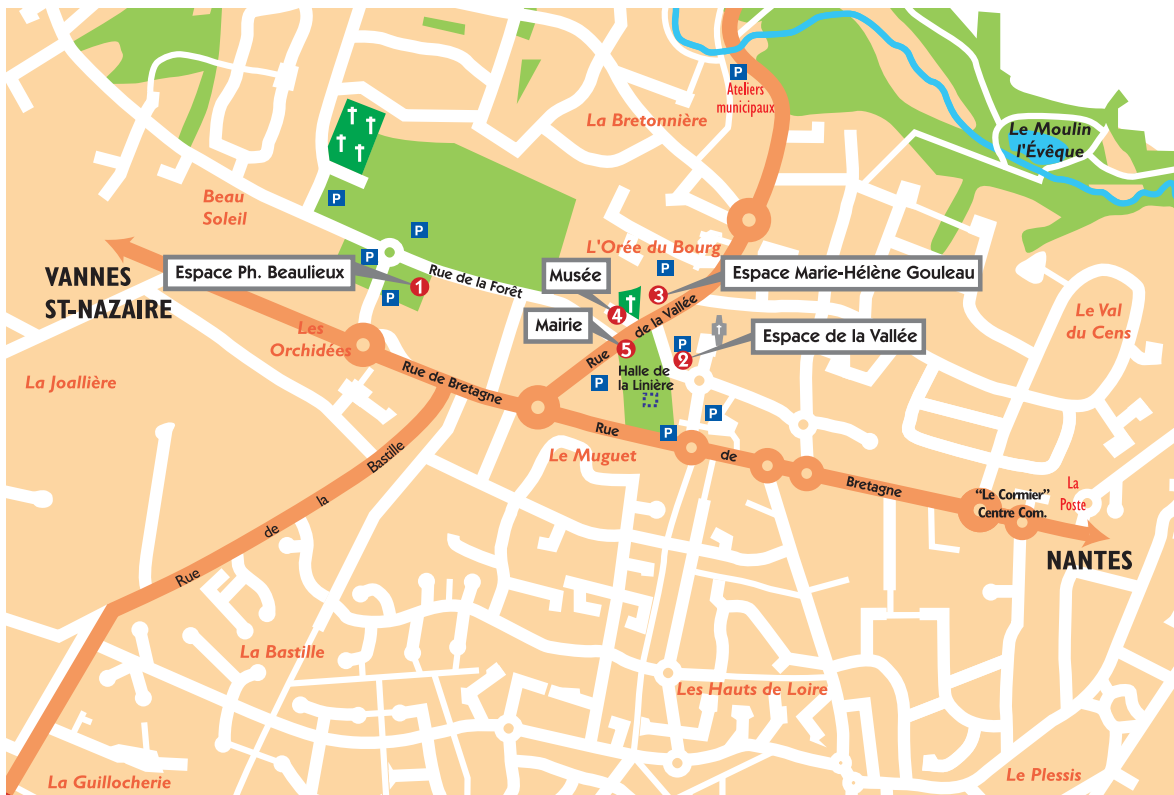 P
Ateliers
municipaux
La Bretonnière
Le Moulin
l'Évêque
Beau
Soleil
P
P
P
P
L'Orée du Bourg
VANNES
ST-NAZAIRE
Espace Ph. Beaulieux
1
Rue de la Forêt
Musée
4
P
3
Espace Marie-Hélène Gouleau
Mairie
5
Rue de la Vallée
P
2
Espace de la Vallée
Le Val
du Cens
Les
Orchidées
La Joallière
Rue de Bretagne
Halle de
la Linière
P
P
P
Le Muguet
Rue de Bretagne
"Le Cormier"
Centre Com.
La
Poste
NANTES
Rue de la Bastille
La Bastille
Les Hauts de Loire
La Guillocherie
Le Plessis